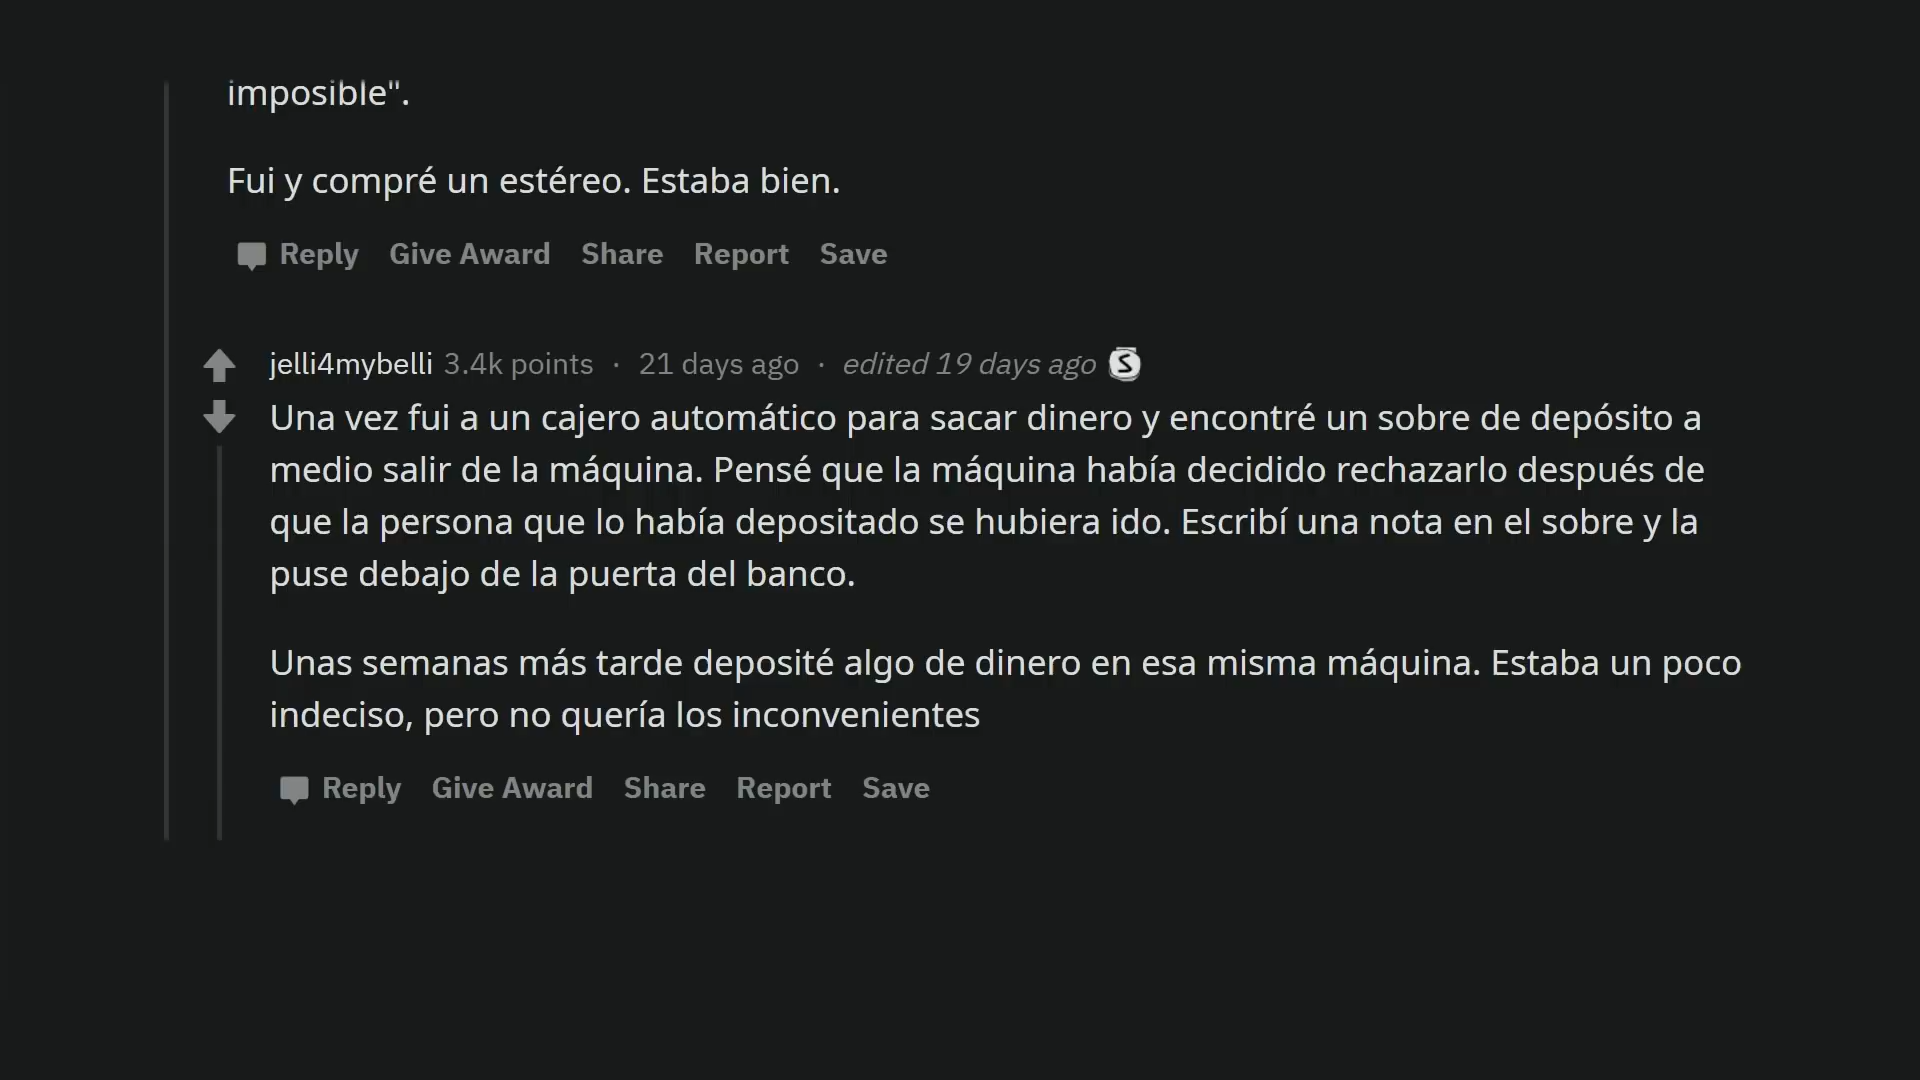 imposible".
Fui y compré un estéreo. Estaba bien.
Reply Give Award Share Report Save
jelli4mybelli 3.4k points · 21 days ago · edited 19 days ago S
Una vez fui a un cajero automático para sacar dinero y encontré un sobre de depósito a
medio salir de la máquina. Pensé que la máquina había decidido rechazarlo después de
que la persona que lo había depositado se hubiera ido. Escribí una nota en el sobre y la
puse debajo de la puerta del banco.
Unas semanas más tarde deposité algo de dinero en esa misma máquina. Estaba un poco
indeciso, pero no quería los inconvenientes
Reply Give Award Share Report Save